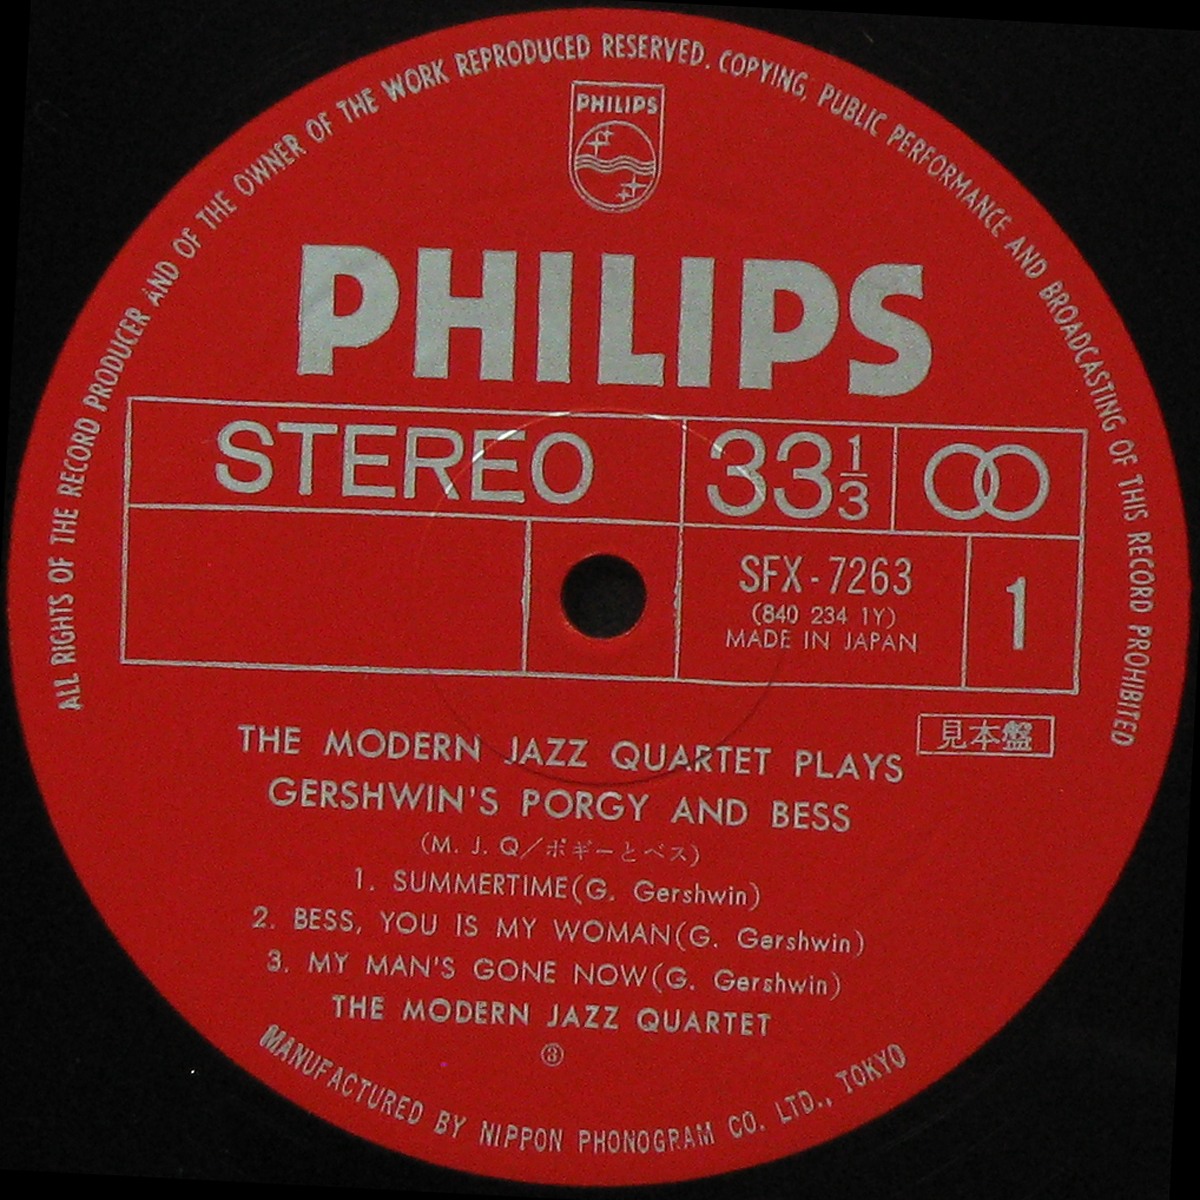 ALL RIGHTS OF THE RECORD PRODUCER AND OF THE OWNER OF THE WORK REPRODUCED RESERVED. COPYING, PUBLIC PERFORMANCE AND BROADCASTING OF THIS RECORD PROHIBITED
PHILIPS
PHILIPS
STEREO 33 1/3
SFX-7263
(840 234 1Y)
MADE IN JAPAN
1
見本盤
THE MODERN JAZZ QUARTET PLAYS
GERSHWIN'S PORGY AND BESS
(M. J. Q/ポギーとベス)
1. SUMMERTIME(G. Gershwin)
2. BESS, YOU IS MY WOMAN(G. Gershwin)
3. MY MAN'S GONE NOW(G. Gershwin)
THE MODERN JAZZ QUARTET
③
MANUFACTURED BY NIPPON PHONOGRAM CO. LTD., TOKYO